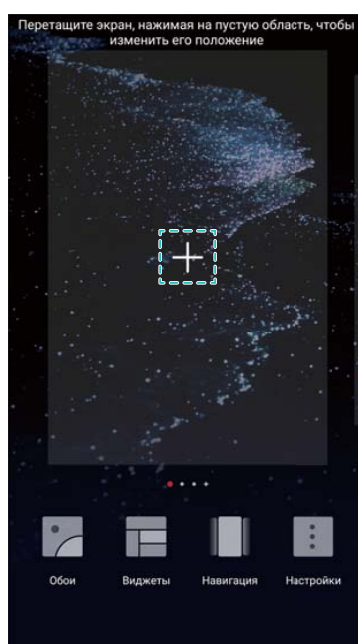 Перетащите экран, нажимая на пустую область, чтобы
изменить его положение
Обои Виджеты Навигация Настройки